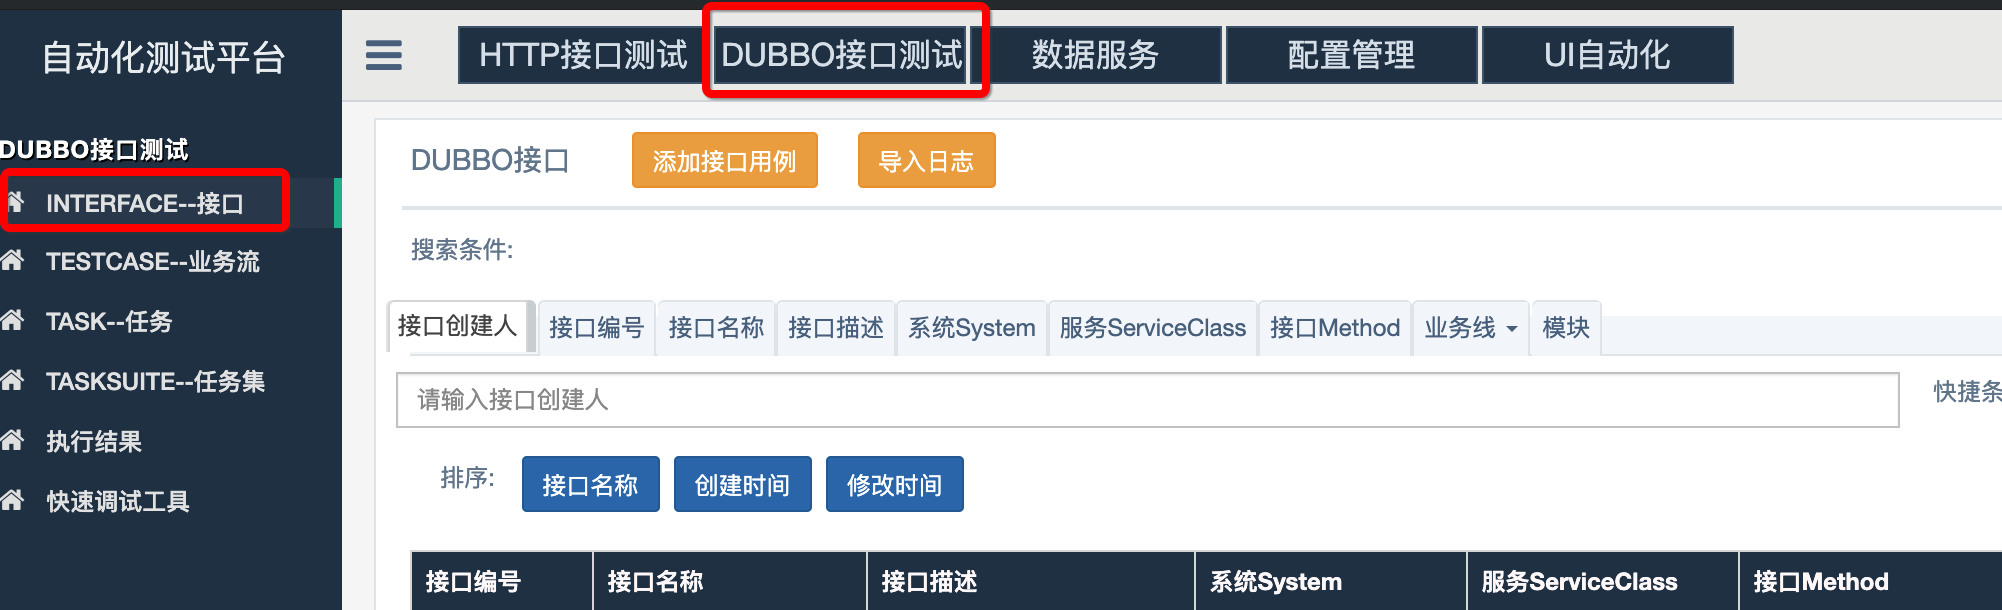 自动化测试平台
HTTP接口测试
DUBBO接口测试
数据服务
配置管理
UI自动化
DUBBO接口测试
INTERFACE--接口
TESTCASE--业务流
TASK--任务
TASKSUITE--任务集
执行结果
快速调试工具
DUBBO接口
添加接口用例
导入日志
搜索条件:
接口创建人
接口编号
接口名称
接口描述
系统System
服务ServiceClass
接口Method
业务线
模块
请输入接口创建人
快捷条
排序:
接口名称
创建时间
修改时间
接口编号
接口名称
接口描述
系统System
服务ServiceClass
接口Method